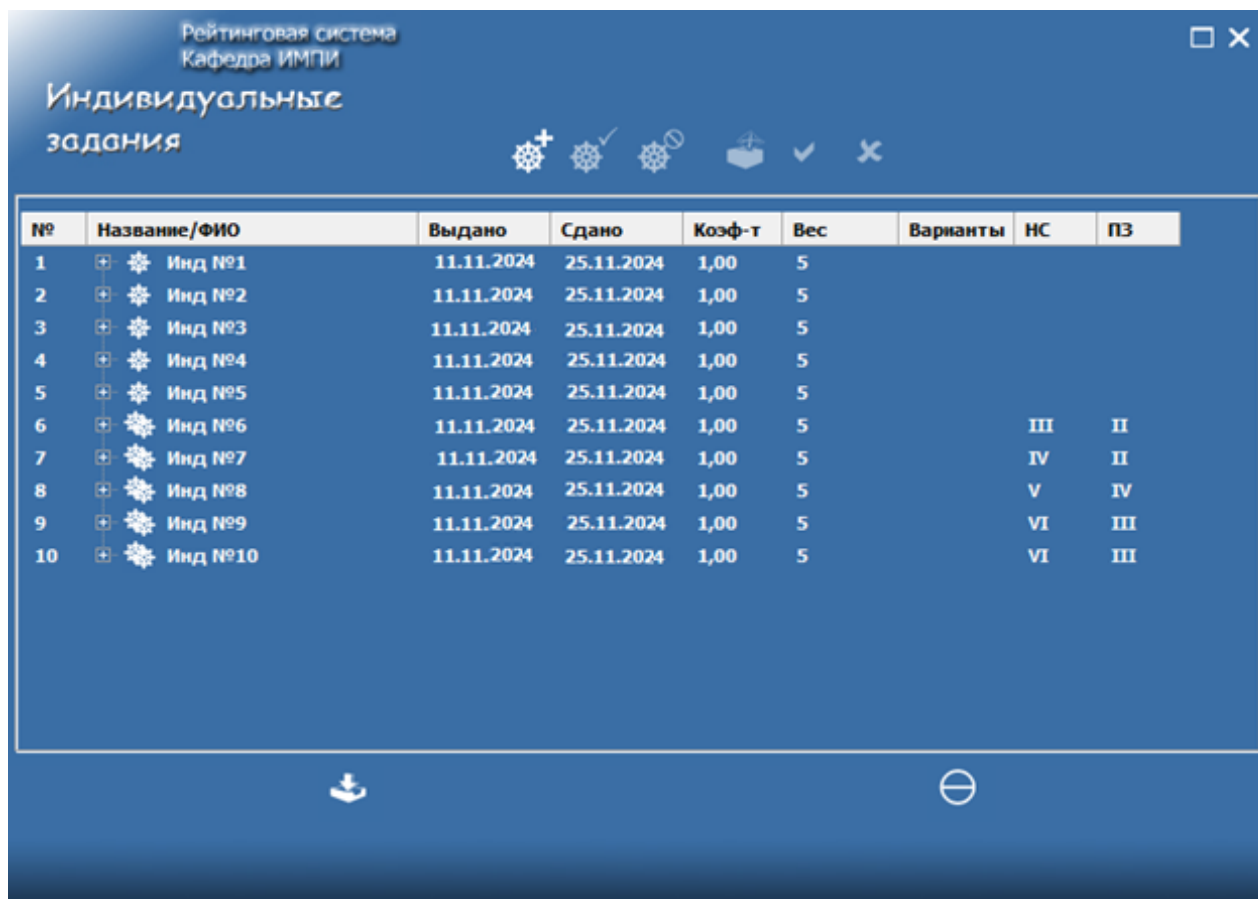 Рейтинговая система
Кафедра ИМПИ
Индивидуальные
задания
№ Название/ФИО Выдано Сдано Коэф-т Вес Варианты НС ПЗ
1 Инд №1 11.11.2024 25.11.2024 1,00 5
2 Инд №2 11.11.2024 25.11.2024 1,00 5
3 Инд №3 11.11.2024 25.11.2024 1,00 5
4 Инд №4 11.11.2024 25.11.2024 1,00 5
5 Инд №5 11.11.2024 25.11.2024 1,00 5
6 Инд №6 11.11.2024 25.11.2024 1,00 5 III II
7 Инд №7 11.11.2024 25.11.2024 1,00 5 IV II
8 Инд №8 11.11.2024 25.11.2024 1,00 5 V IV
9 Инд №9 11.11.2024 25.11.2024 1,00 5 VI III
10 Инд №10 11.11.2024 25.11.2024 1,00 5 VI III